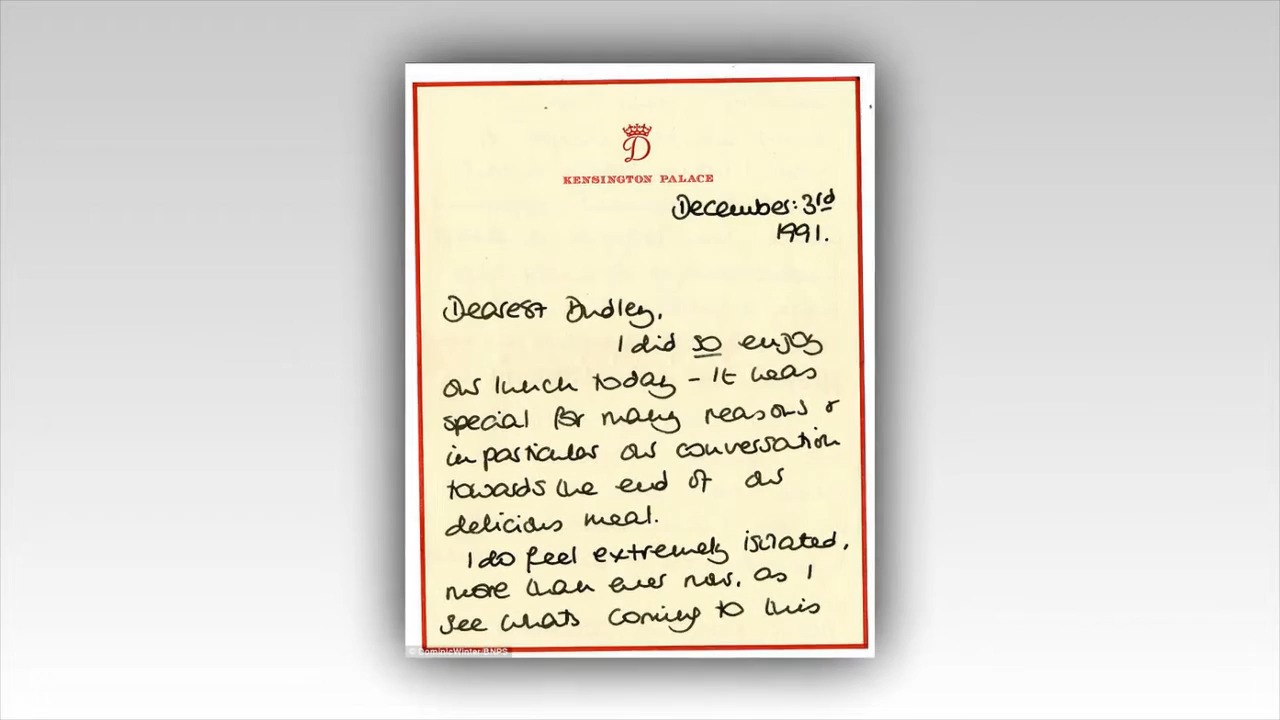 D
KENSINGTON PALACE
December: 3rd
1991.
Dearest Dudley,
I did so enjoy
our lunch today - It was
special for many reasons &
in particular our conversation
towards the end of our
delicious meal.
I do feel extremely isolated,
more than ever now, as I
see whats coming to this
© DominicWinter/BNPS